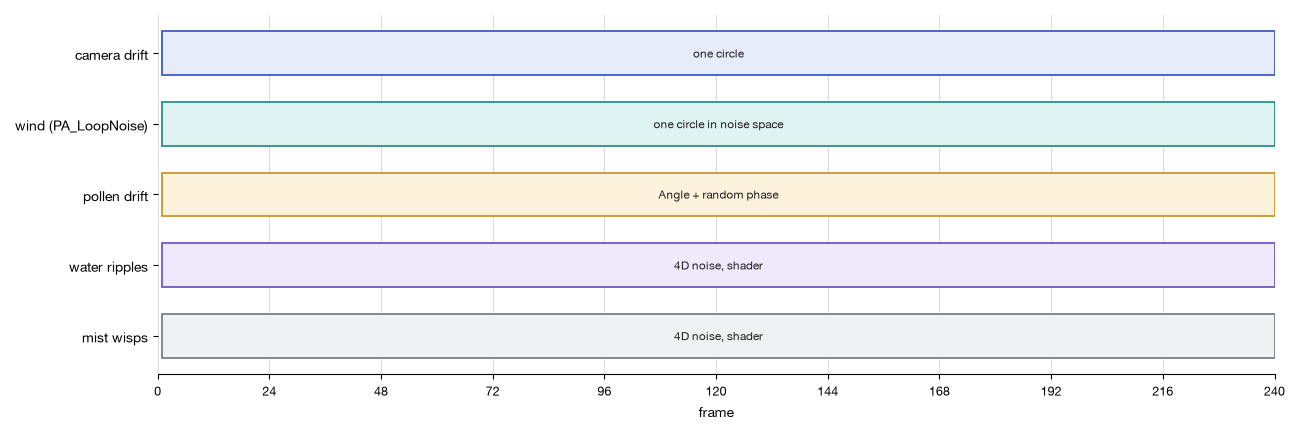 camera drift
one circle
wind (PA_LoopNoise)
one circle in noise space
pollen drift
Angle + random phase
water ripples
4D noise, shader
mist wisps
4D noise, shader
0 24 48 72 96 120 144 168 192 216 240
frame